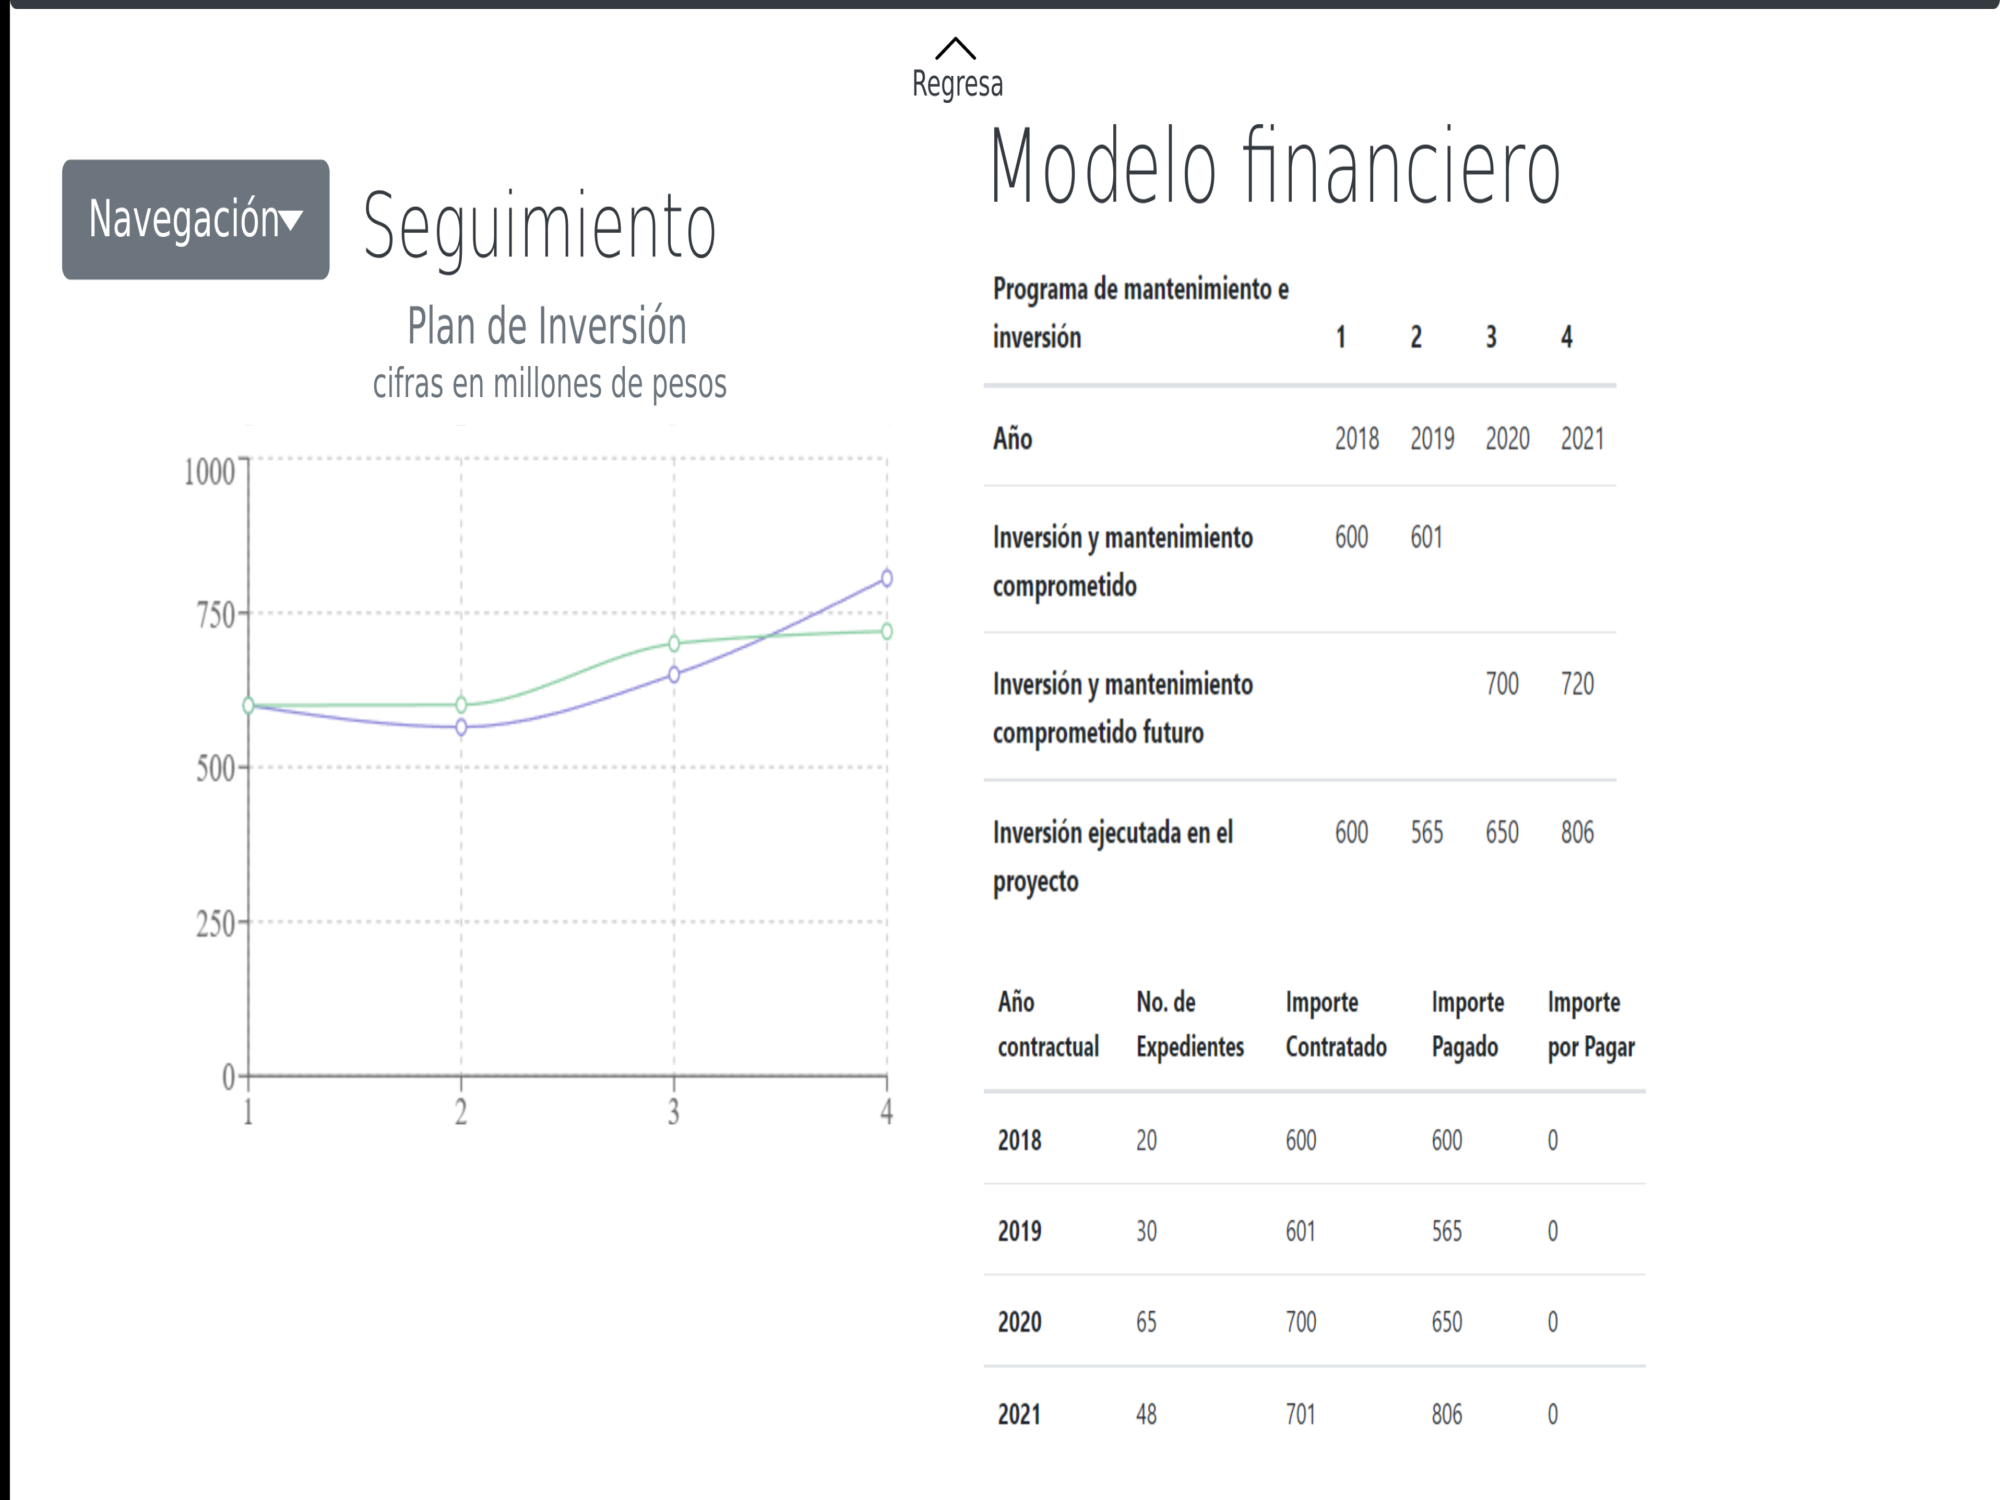 Regresa
Navegación
Seguimiento
Plan de Inversión
cifras en millones de pesos
1000
750
500
250
0
1 2 3 4
Modelo financiero
Programa de mantenimiento e
inversión 1 2 3 4
Año 2018 2019 2020 2021
Inversión y mantenimiento 600 601
comprometido
Inversión y mantenimiento 700 720
comprometido futuro
Inversión ejecutada en el 600 565 650 806
proyecto
Año No. de Importe Importe Importe
contractual Expedientes Contratado Pagado por Pagar
2018 20 600 600 0
2019 30 601 565 0
2020 65 700 650 0
2021 48 701 806 0